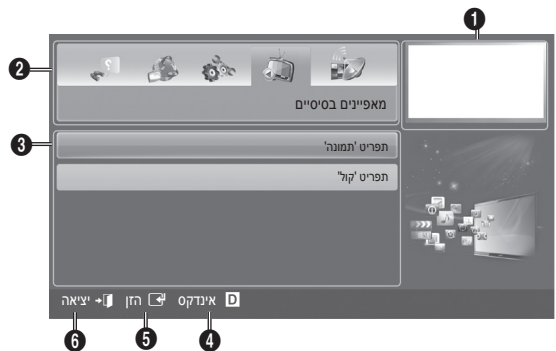 1
2
?
מאפיינים בסיסיים
3
תפריט 'תמונה'
תפריט 'קול'
D אינדקס הזן יציאה
4 5 6